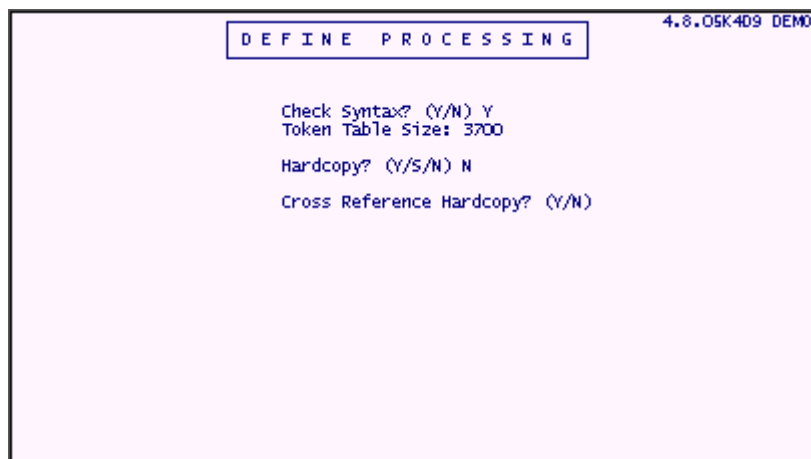 4.8.05K4D9 DEMO
D E F I N E P R O C E S S I N G
Check Syntax? (Y/N) Y
Token Table Size: 3700
Hardcopy? (Y/S/N) N
Cross Reference Hardcopy? (Y/N)